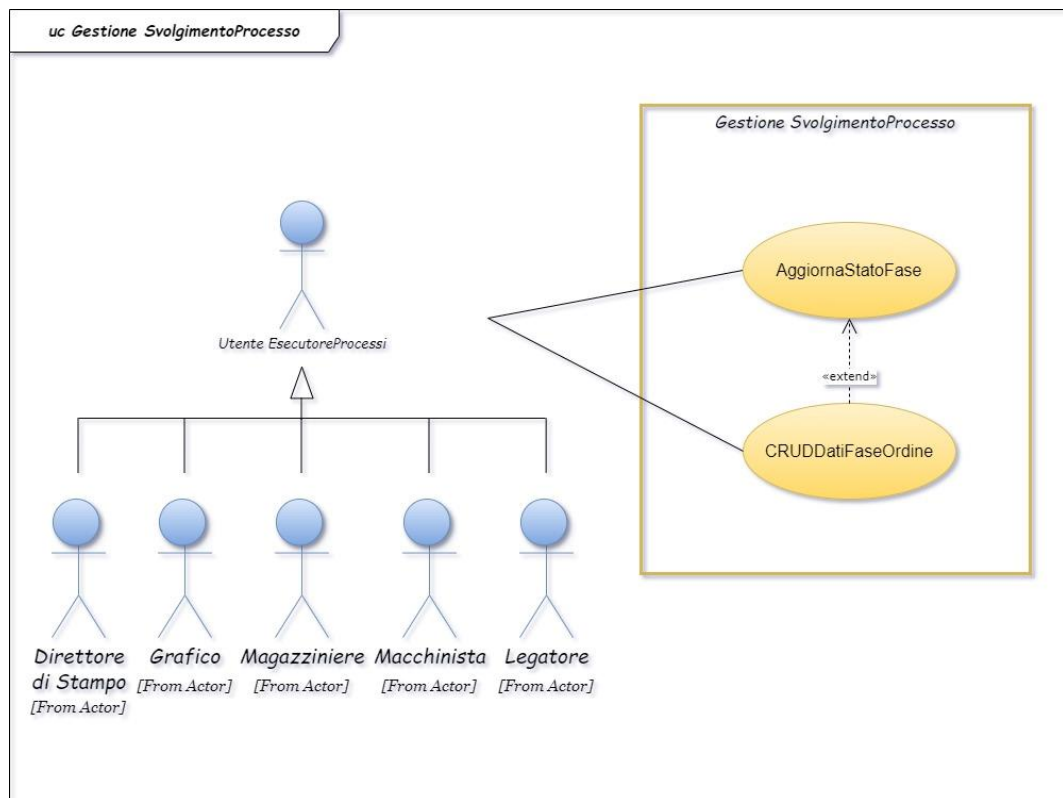 uc Gestione SvolgimentoProcesso
Gestione SvolgimentoProcesso
AggiornaStatoFase
Utente EsecutoreProcessi
«extend»
CRUDDatiFaseOrdine
Direttore
di Stampo
[From Actor]
Grafico
[From Actor]
Magazziniere
[From Actor]
Macchinista
[From Actor]
Legatore
[From Actor]